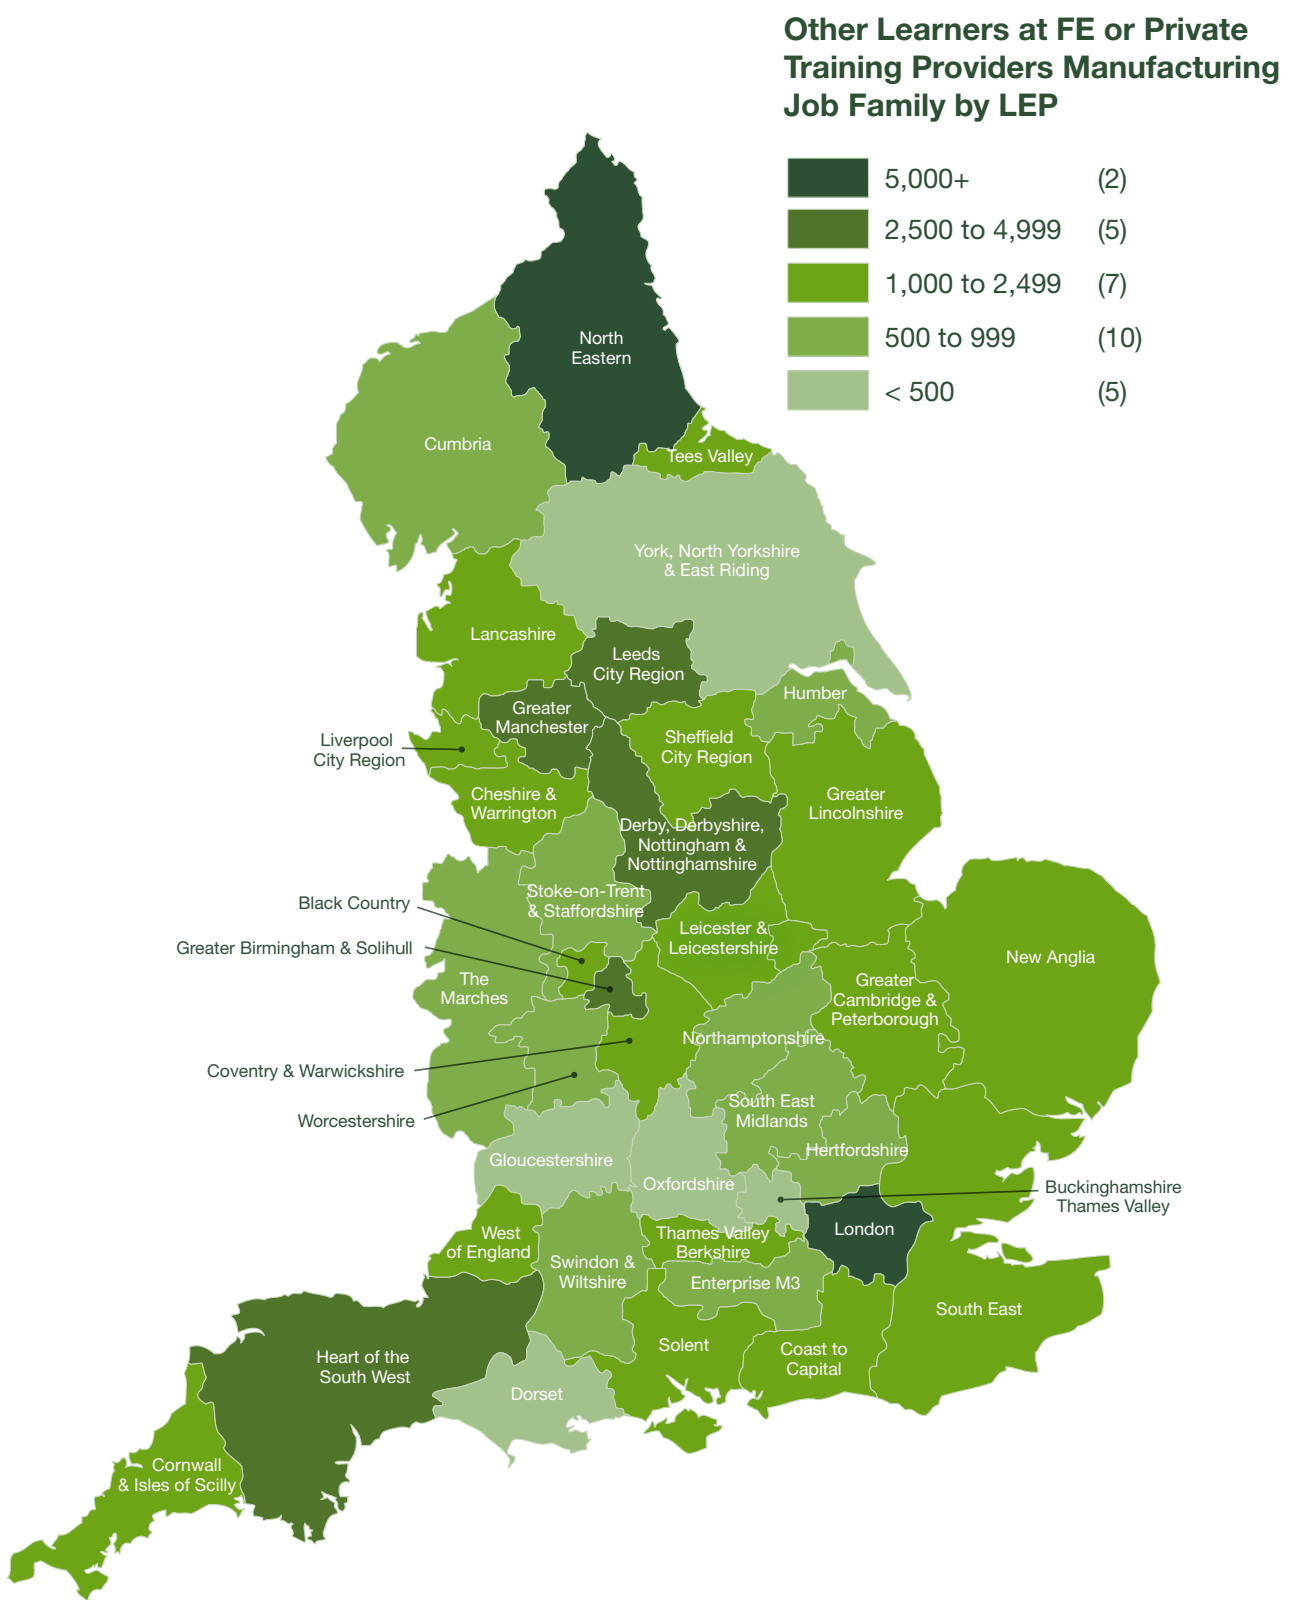 Other Learners at FE or Private
Training Providers Manufacturing
Job Family by LEP
5,000+ (2)
2,500 to 4,999 (5)
1,000 to 2,499 (7)
500 to 999 (10)
< 500 (5)
North
Eastern
Cumbria
Tees Valley
York, North Yorkshire
& East Riding
Lancashire
Leeds
City Region
Humber
Greater
Manchester
Liverpool
City Region
Sheffield
City Region
Cheshire &
Warrington
Greater
Lincolnshire
Derby, Derbyshire,
Nottingham &
Nottinghamshire
Stoke-on-Trent
& Staffordshire
Black Country
Greater Birmingham & Solihull
Leicester &
Leicestershire
New Anglia
The
Marches
Greater
Cambridge &
Peterborough
Northamptonshire
Coventry & Warwickshire
Worcestershire
South East
Midlands
Hertfordshire
Gloucestershire
Oxfordshire
Buckinghamshire
Thames Valley
London
West
of England
Thames Valley
Berkshire
Swindon &
Wiltshire
Enterprise M3
South East
Solent
Coast to
Capital
Heart of the
South West
Dorset
Cornwall
& Isles of Scilly